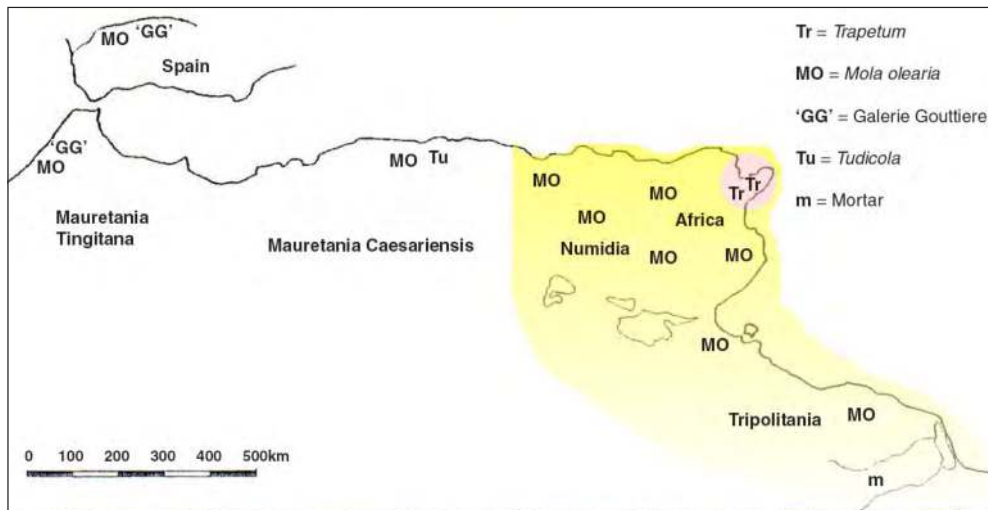 MO 'GG'
Spain
'GG'
MO
Mauretania
Tingitana
MO Tu
Mauretania Caesariensis
MO
MO
MO
Tr Tr
Africa
Numidia
MO
MO
MO
Tripolitania
MO
m
Tr = Trapetum
MO = Mola olearia
'GG' = Galerie Gouttiere
Tu = Tudicola
m = Mortar
0 100 200 300 400 500km